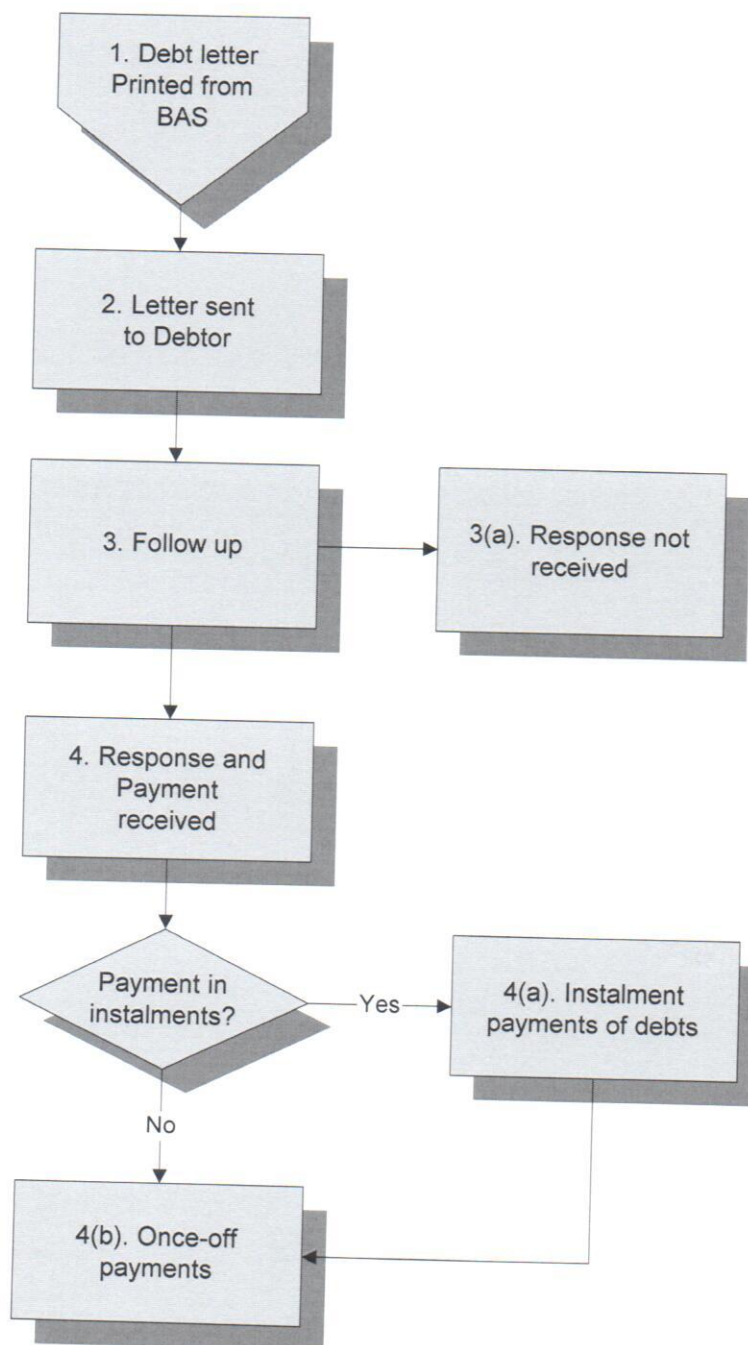 1. Debt letter
Printed from
BAS
2. Letter sent
to Debtor
3. Follow up
3(a). Response not
received
4. Response and
Payment
received
Payment in
instalments?
Yes
4(a). Instalment
payments of debts
No
4(b). Once-off
payments